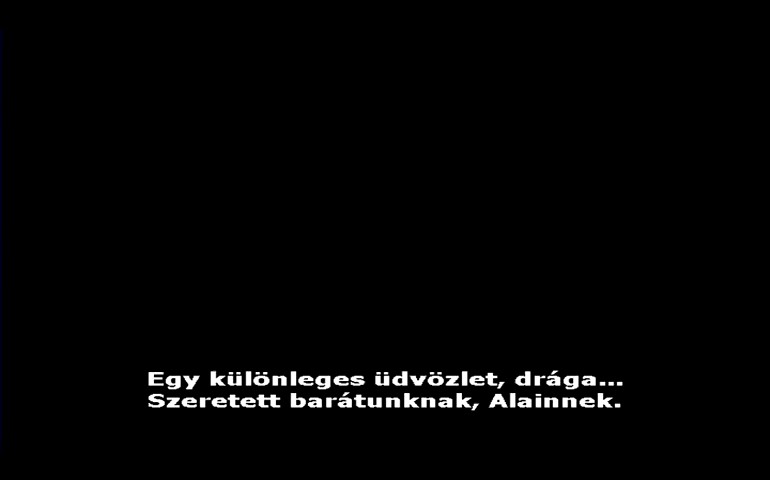 Egy különleges üdvözlet, drága...
Szeretett barátunknak, Alainnek.